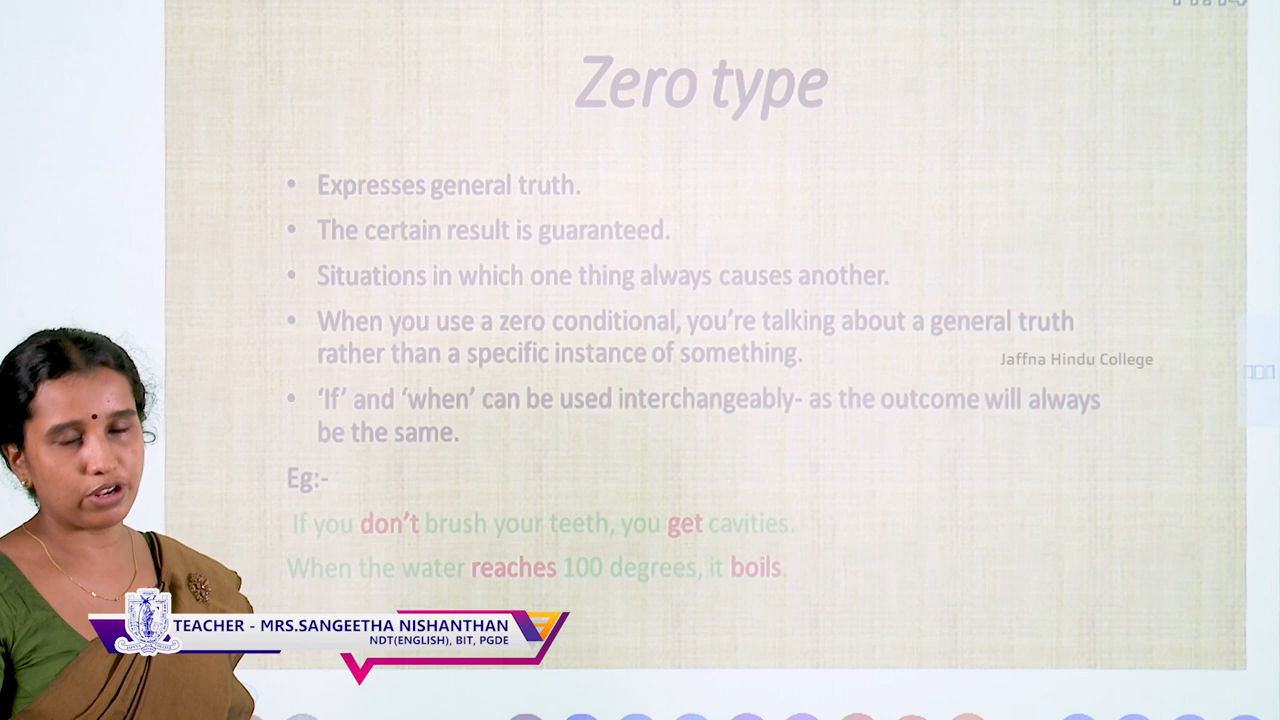 Zero type
• Expresses general truth.
• The certain result is guaranteed.
• Situations in which one thing always causes another.
• When you use a zero conditional, you're talking about a general truth
rather than a specific instance of something.
Jaffna Hindu College
• 'If' and 'when' can be used interchangeably- as the outcome will always
be the same.
Eg:-
If you don't brush your teeth, you get cavities.
When the water reaches 100 degrees, it boils.
TEACHER - MRS.SANGEETHA NISHANTHAN
NDT(ENGLISH), BIT, PGDE